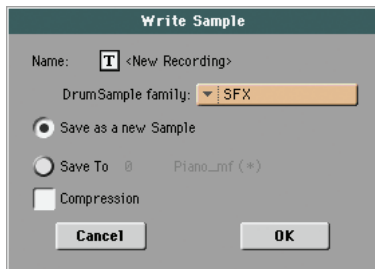 Write Sample
Name: T <New Recording>
DrumSample family: SFX
Save as a new Sample
Save To 0 Piano_mf (*)
Compression
Cancel OK